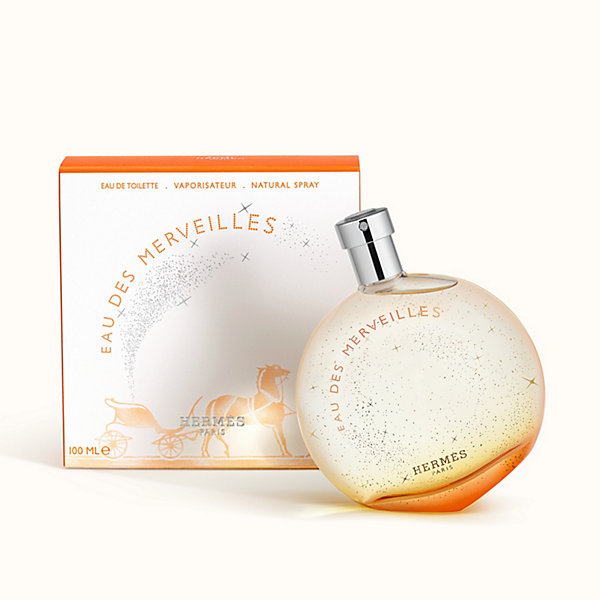 EAU DE TOILETTE . VAPORISATEUR . NATURAL SPRAY
EAU DES MERVEILLES
HERMES
PARIS
100 ML e
EAU DES MERVEILLES
HERMES
PARIS